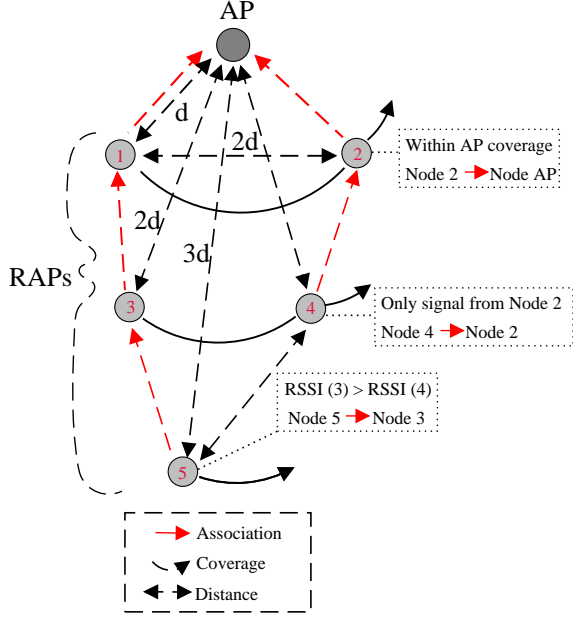 AP
d
1
2d
2
Within AP coverage
Node 2 Node AP
2d
3d
RAPs
3
4
Only signal from Node 2
Node 4 Node 2
RSSI (3) > RSSI (4)
Node 5 Node 3
5
Association
Coverage
Distance